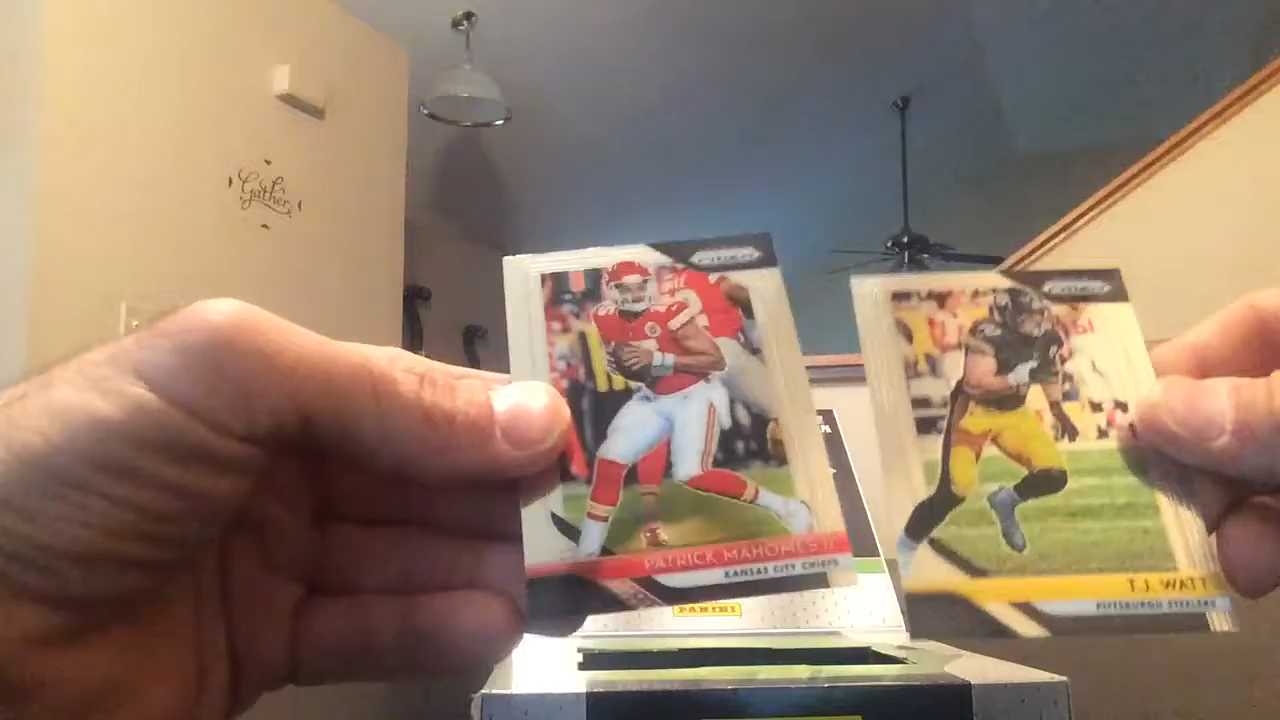 Gather
PRIZM
PATRICK MAHOMES II
KANSAS CITY CHIEFS
PRIZM
T.J. WATT
PITTSBURGH STEELERS
PANINI